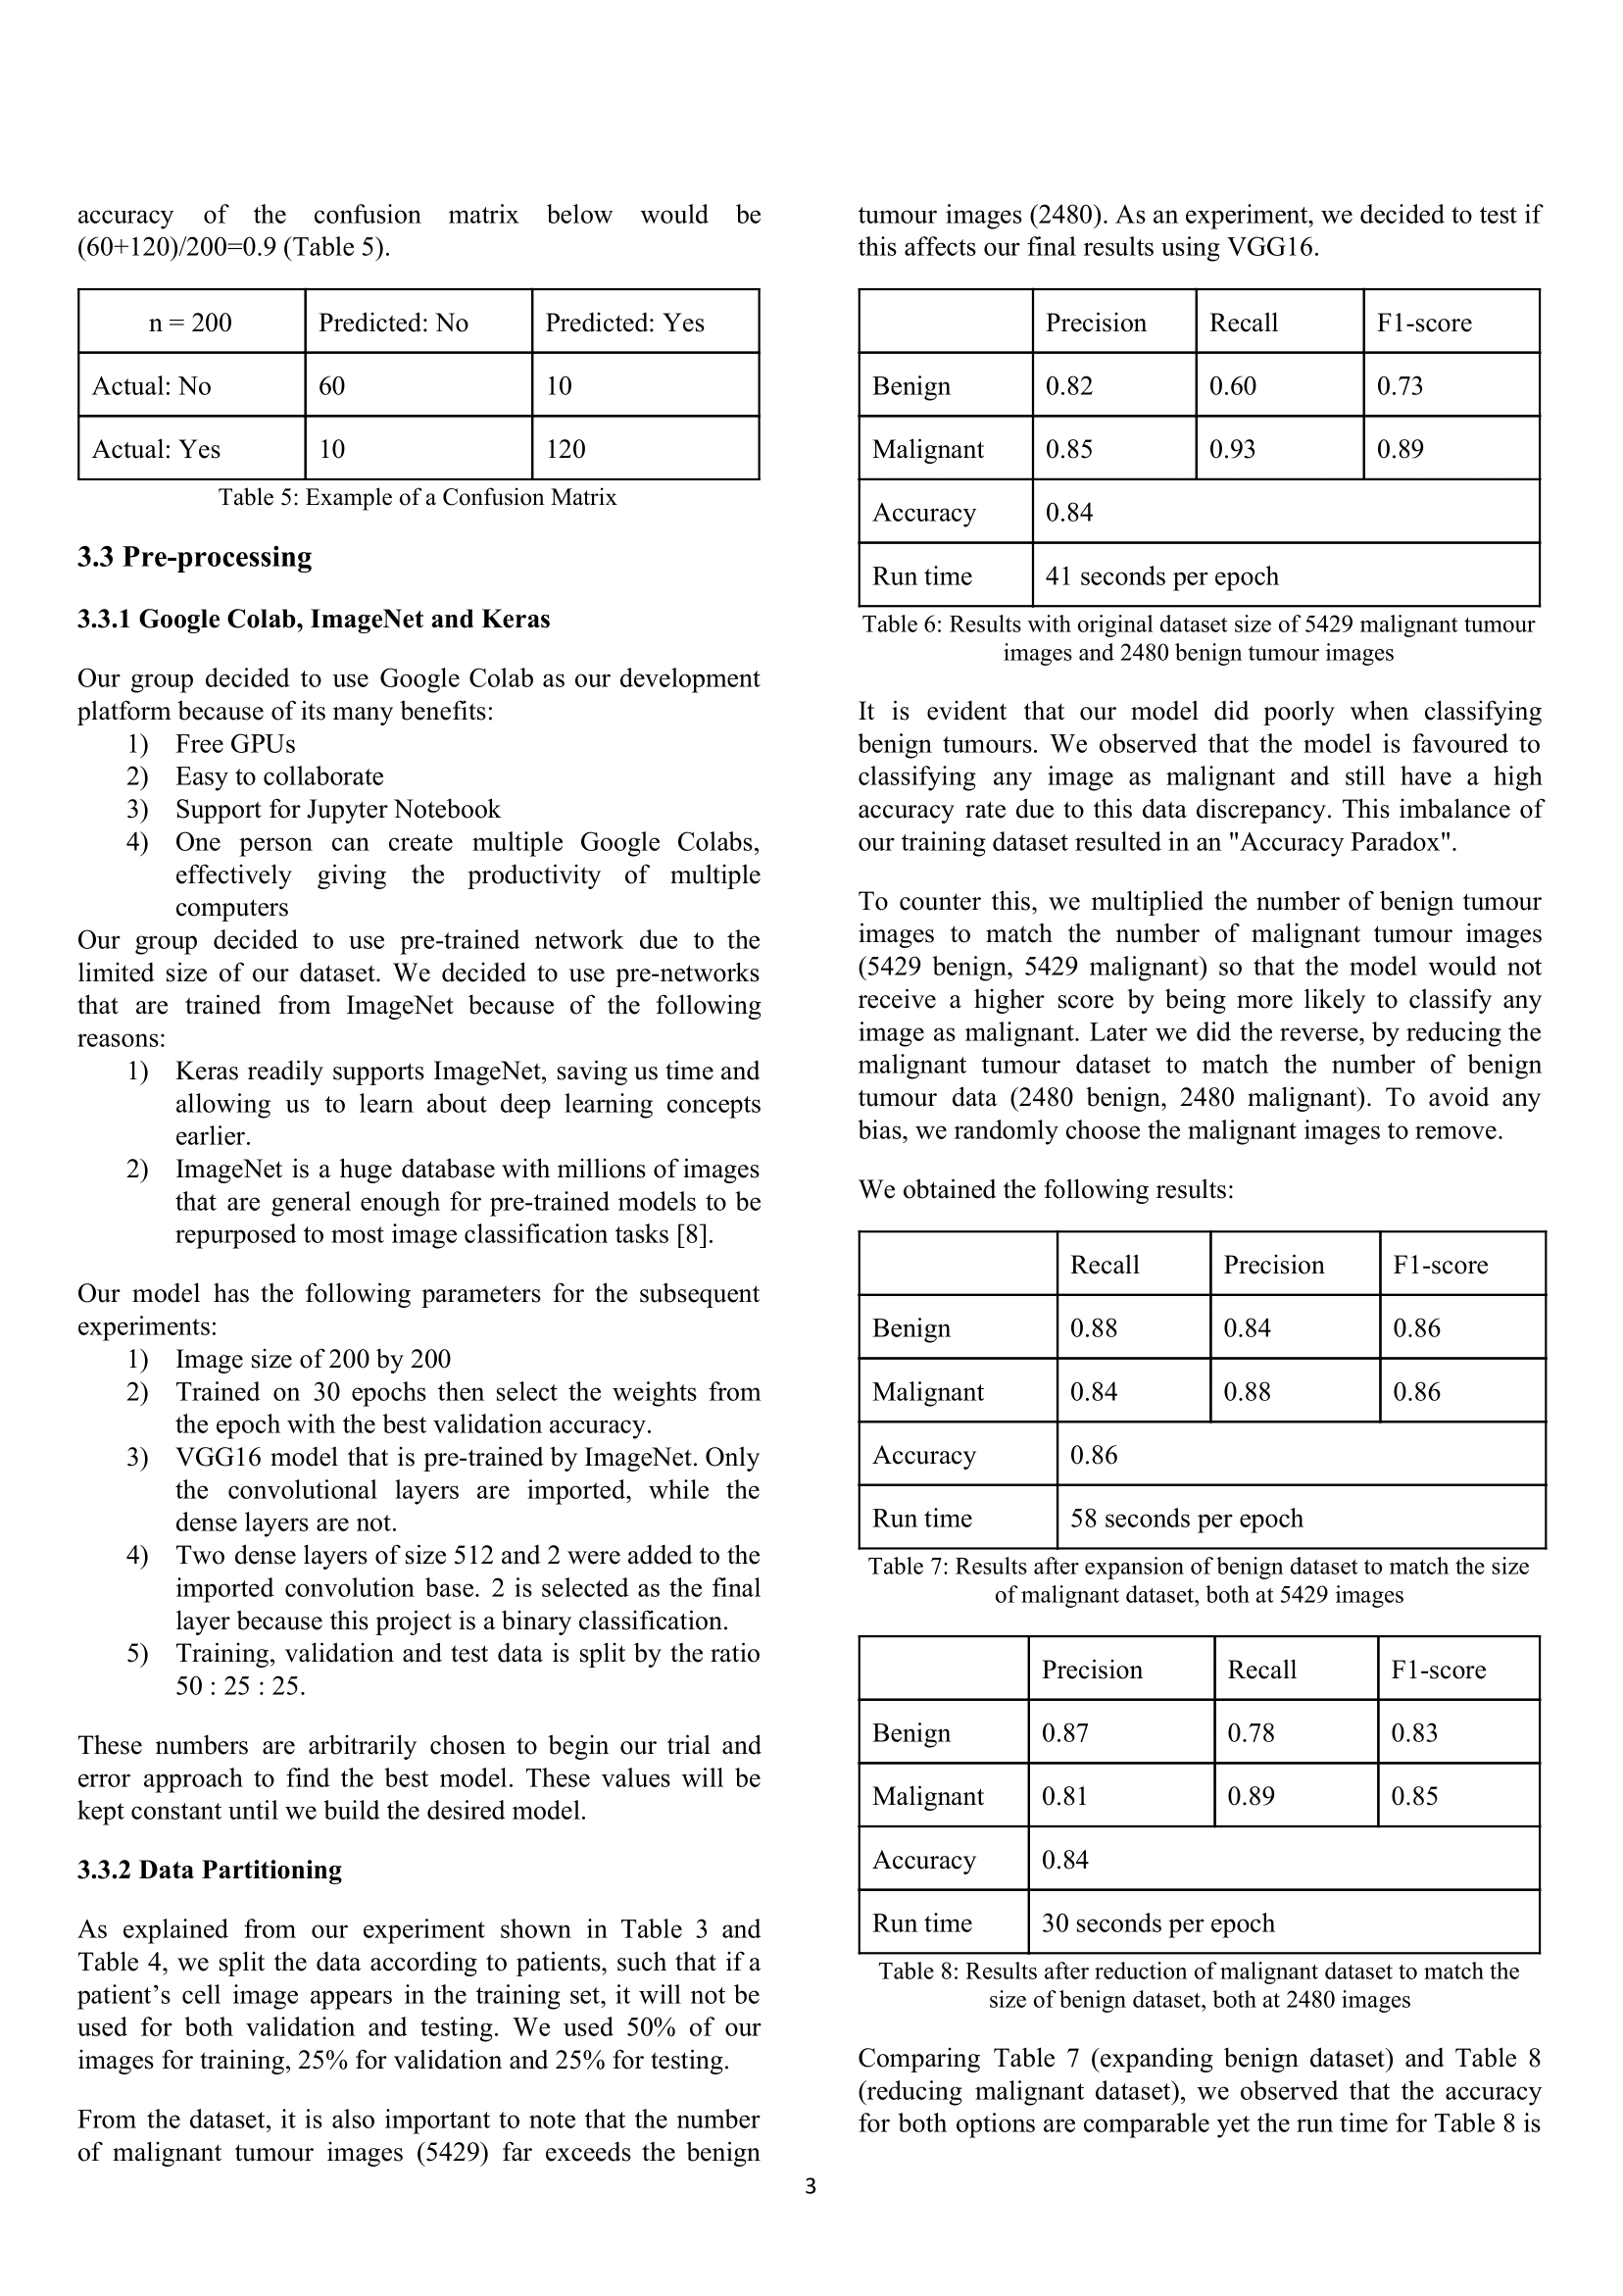 accuracy of the confusion matrix below would be
(60+120)/200=0.9 (Table 5).
n = 200 Predicted: No Predicted: Yes
Actual: No 60 10
Actual: Yes 10 120
Table 5: Example of a Confusion Matrix
3.3 Pre-processing
3.3.1 Google Colab, ImageNet and Keras
Our group decided to use Google Colab as our development
platform because of its many benefits:
1) Free GPUs
2) Easy to collaborate
3) Support for Jupyter Notebook
4) One person can create multiple Google Colabs,
effectively giving the productivity of multiple
computers
Our group decided to use pre-trained network due to the
limited size of our dataset. We decided to use pre-networks
that are trained from ImageNet because of the following
reasons:
1) Keras readily supports ImageNet, saving us time and
allowing us to learn about deep learning concepts
earlier.
2) ImageNet is a huge database with millions of images
that are general enough for pre-trained models to be
repurposed to most image classification tasks [8].
Our model has the following parameters for the subsequent
experiments:
1) Image size of 200 by 200
2) Trained on 30 epochs then select the weights from
the epoch with the best validation accuracy.
3) VGG16 model that is pre-trained by ImageNet. Only
the convolutional layers are imported, while the
dense layers are not.
4) Two dense layers of size 512 and 2 were added to the
imported convolution base. 2 is selected as the final
layer because this project is a binary classification.
5) Training, validation and test data is split by the ratio
50 : 25 : 25.
These numbers are arbitrarily chosen to begin our trial and
error approach to find the best model. These values will be
kept constant until we build the desired model.
3.3.2 Data Partitioning
As explained from our experiment shown in Table 3 and
Table 4, we split the data according to patients, such that if a
patient’s cell image appears in the training set, it will not be
used for both validation and testing. We used 50% of our
images for training, 25% for validation and 25% for testing.
From the dataset, it is also important to note that the number
of malignant tumour images (5429) far exceeds the benign
tumour images (2480). As an experiment, we decided to test if
this affects our final results using VGG16.
Precision Recall F1-score
Benign 0.82 0.60 0.73
Malignant 0.85 0.93 0.89
Accuracy 0.84
Run time 41 seconds per epoch
Table 6: Results with original dataset size of 5429 malignant tumour
images and 2480 benign tumour images
It is evident that our model did poorly when classifying
benign tumours. We observed that the model is favoured to
classifying any image as malignant and still have a high
accuracy rate due to this data discrepancy. This imbalance of
our training dataset resulted in an "Accuracy Paradox".
To counter this, we multiplied the number of benign tumour
images to match the number of malignant tumour images
(5429 benign, 5429 malignant) so that the model would not
receive a higher score by being more likely to classify any
image as malignant. Later we did the reverse, by reducing the
malignant tumour dataset to match the number of benign
tumour data (2480 benign, 2480 malignant). To avoid any
bias, we randomly choose the malignant images to remove.
We obtained the following results:
Recall Precision F1-score
Benign 0.88 0.84 0.86
Malignant 0.84 0.88 0.86
Accuracy 0.86
Run time 58 seconds per epoch
Table 7: Results after expansion of benign dataset to match the size
of malignant dataset, both at 5429 images
Precision Recall F1-score
Benign 0.87 0.78 0.83
Malignant 0.81 0.89 0.85
Accuracy 0.84
Run time 30 seconds per epoch
Table 8: Results after reduction of malignant dataset to match the
size of benign dataset, both at 2480 images
Comparing Table 7 (expanding benign dataset) and Table 8
(reducing malignant dataset), we observed that the accuracy
for both options are comparable yet the run time for Table 8 is
3